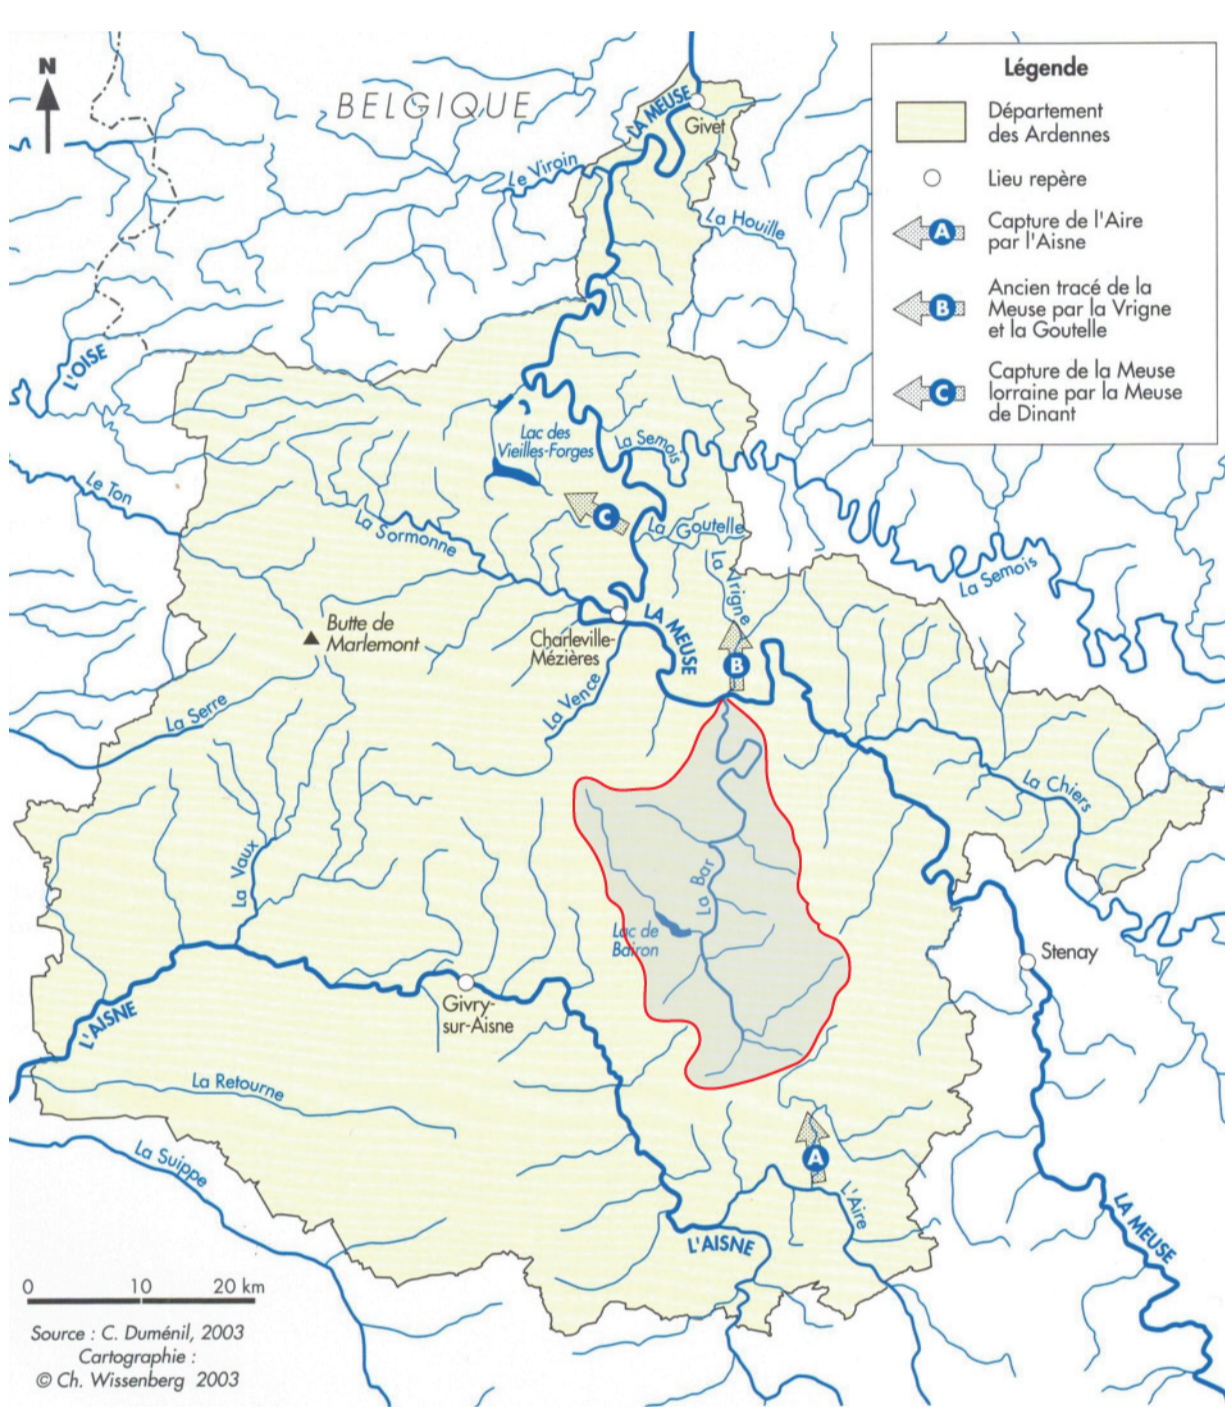 N
BELGIQUE
LA MEUSE
Givet
Le Viroin
La Houille
Légende
Département
des Ardennes
Lieu repère
A
Capture de l'Aire
par l'Aisne
B
Ancien tracé de la
Meuse par la Vrigne
et la Goutelle
C
Capture de la Meuse
lorraine par la Meuse
de Dinant
L'OISE
Lac des
Vieilles-Forges
La Semois
Le Ton
La Sormonne
C
La Goutelle
La Vrigne
La Semois
Butte de
Marlemont
Charleville-
Mézières
LA MEUSE
B
La Vence
La Serre
La Chiers
La Vaux
La Bar
Lac de
Bairon
Stenay
Givry-
sur-Aisne
L'AISNE
La Retourne
La Suippe
A
L'Aire
L'AISNE
LA MEUSE
0 10 20 km
Source : C. Duménil, 2003
Cartographie :
© Ch. Wissenberg 2003